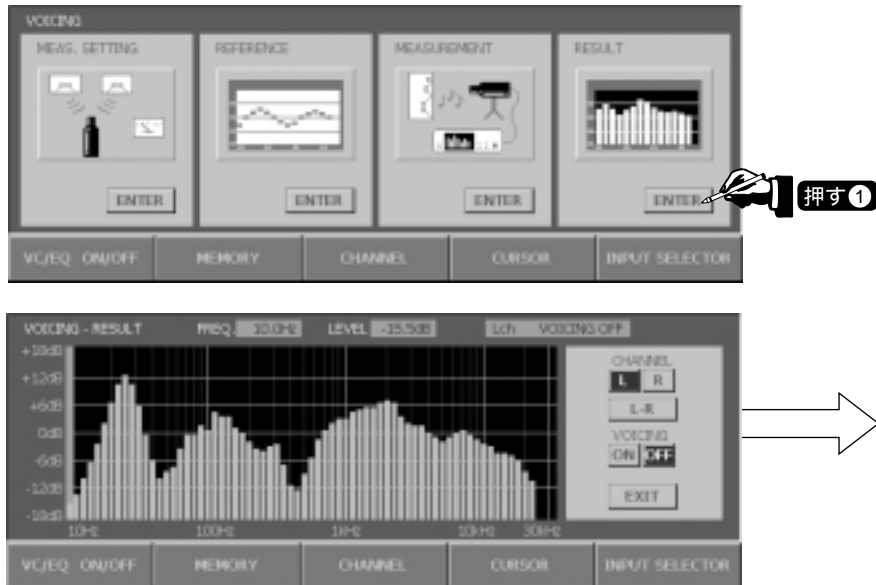 VOICING
MEAS. SETTING
REFERENCE
MEASUREMENT
RESULT
ENTER
ENTER
ENTER
ENTER
押す1
VC/EQ ON/OFF
MEMORY
CHANNEL
CURSOR
INPUT SELECTOR
VOICING - RESULT
FREQ. 10.0Hz
LEVEL -15.5dB
Lch VOICING OFF
+18dB
+12dB
+6dB
0dB
-6dB
-12dB
-18dB
10Hz
100Hz
1kHz
10kHz
30kHz
CHANNEL
L R
L-R
VOICING
ON OFF
EXIT
VC/EQ ON/OFF
MEMORY
CHANNEL
CURSOR
INPUT SELECTOR